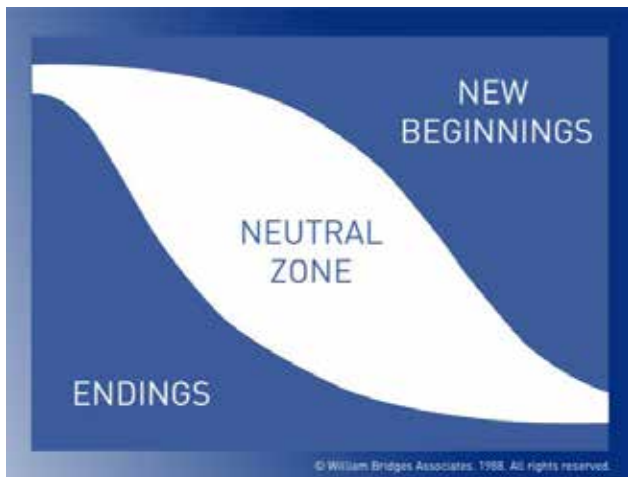 NEW
BEGINNINGS
NEUTRAL
ZONE
ENDINGS
© William Bridges Associates. 1988. All rights reserved.